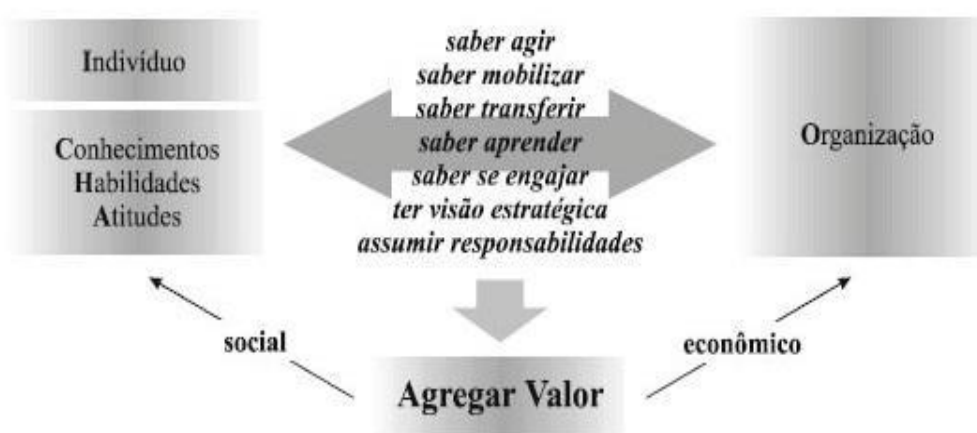 Indivíduo
Conhecimentos
Habilidades
Atitudes
saber agir
saber mobilizar
saber transferir
saber aprender
saber se engajar
ter visão estratégica
assumir responsabilidades
Organização
social
econômico
Agregar Valor